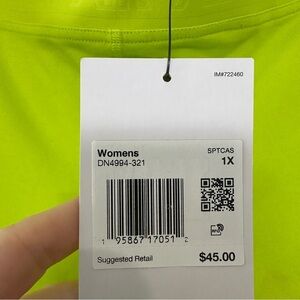 IM#722460
Womens SPTCAS
DN4994-321 1X
1 95867 17051 2
Suggested Retail $45.00